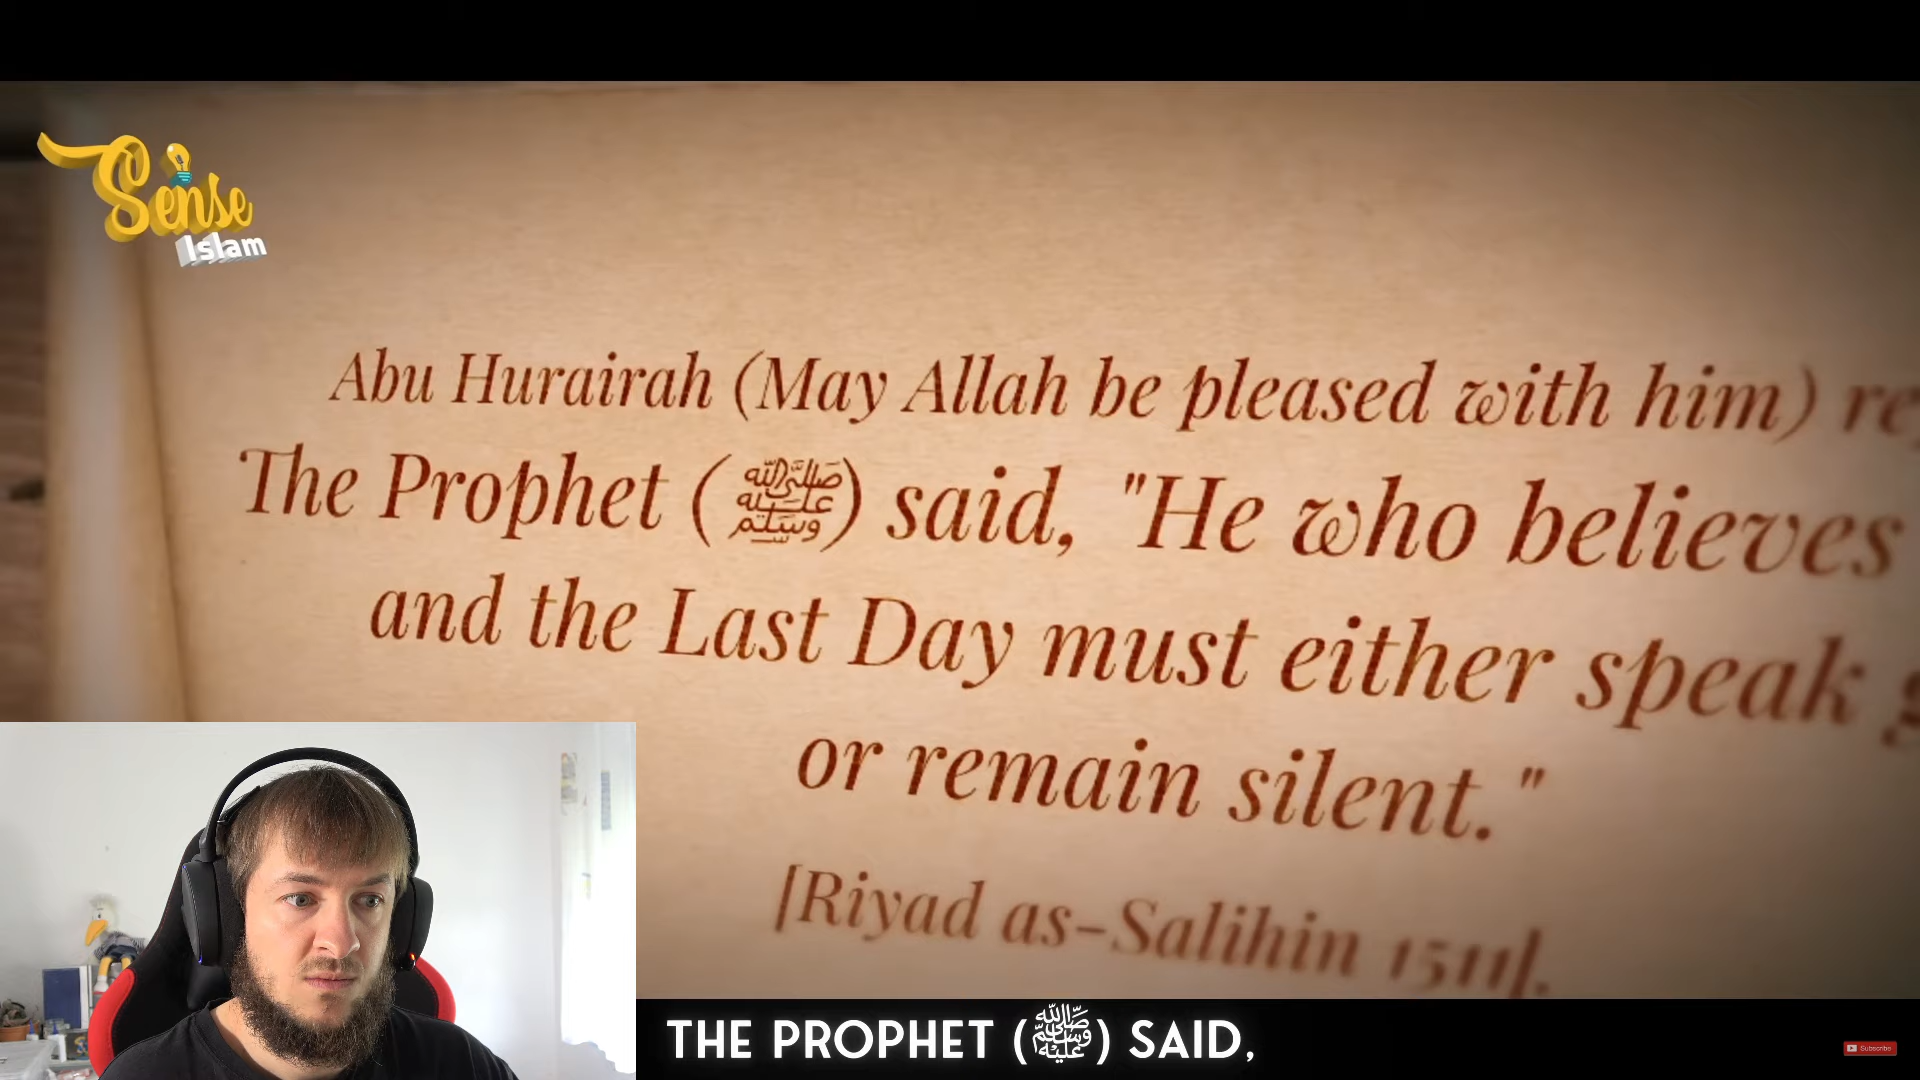 Sense
Islam
Abu Hurairah (May Allah be pleased with him)
The Prophet (ﷺ) said, "He who believes
and the Last Day must either speak
or remain silent."
[Riyad as-Salihin 1511].
THE PROPHET (ﷺ) SAID,
Subscribe